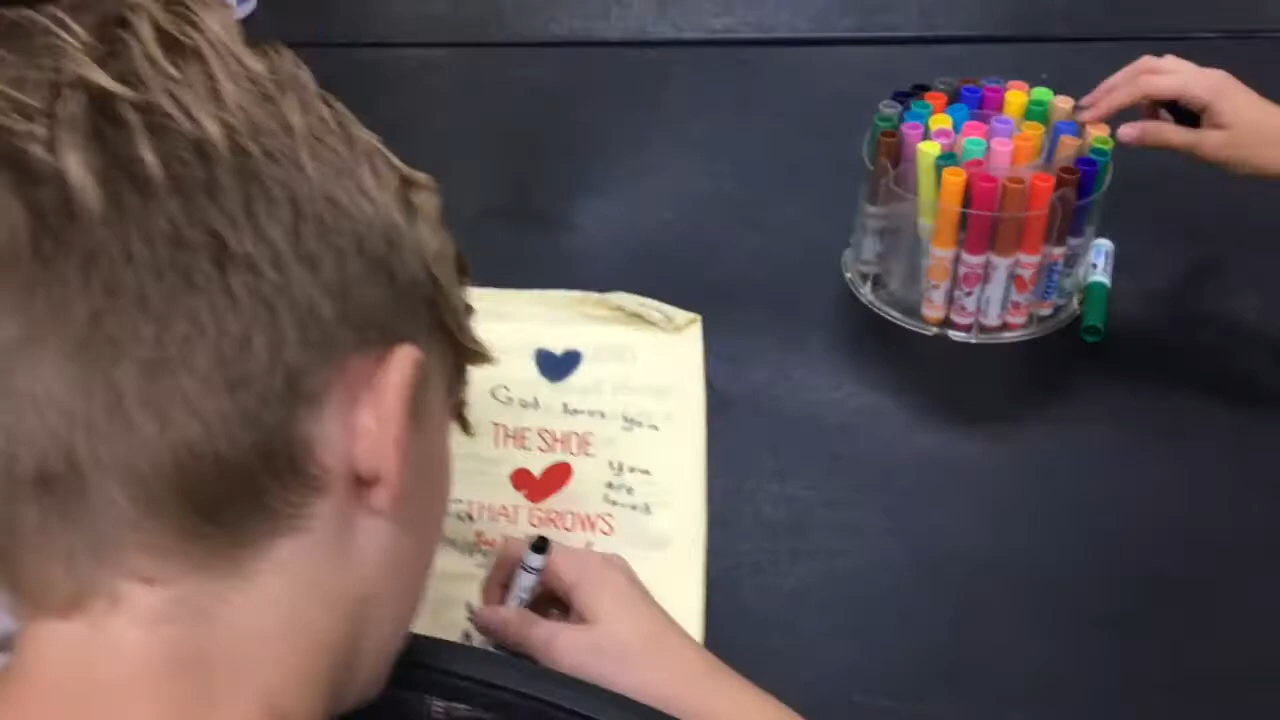 God loves you
THE SHOE
You
are
loved
THAT GROWS